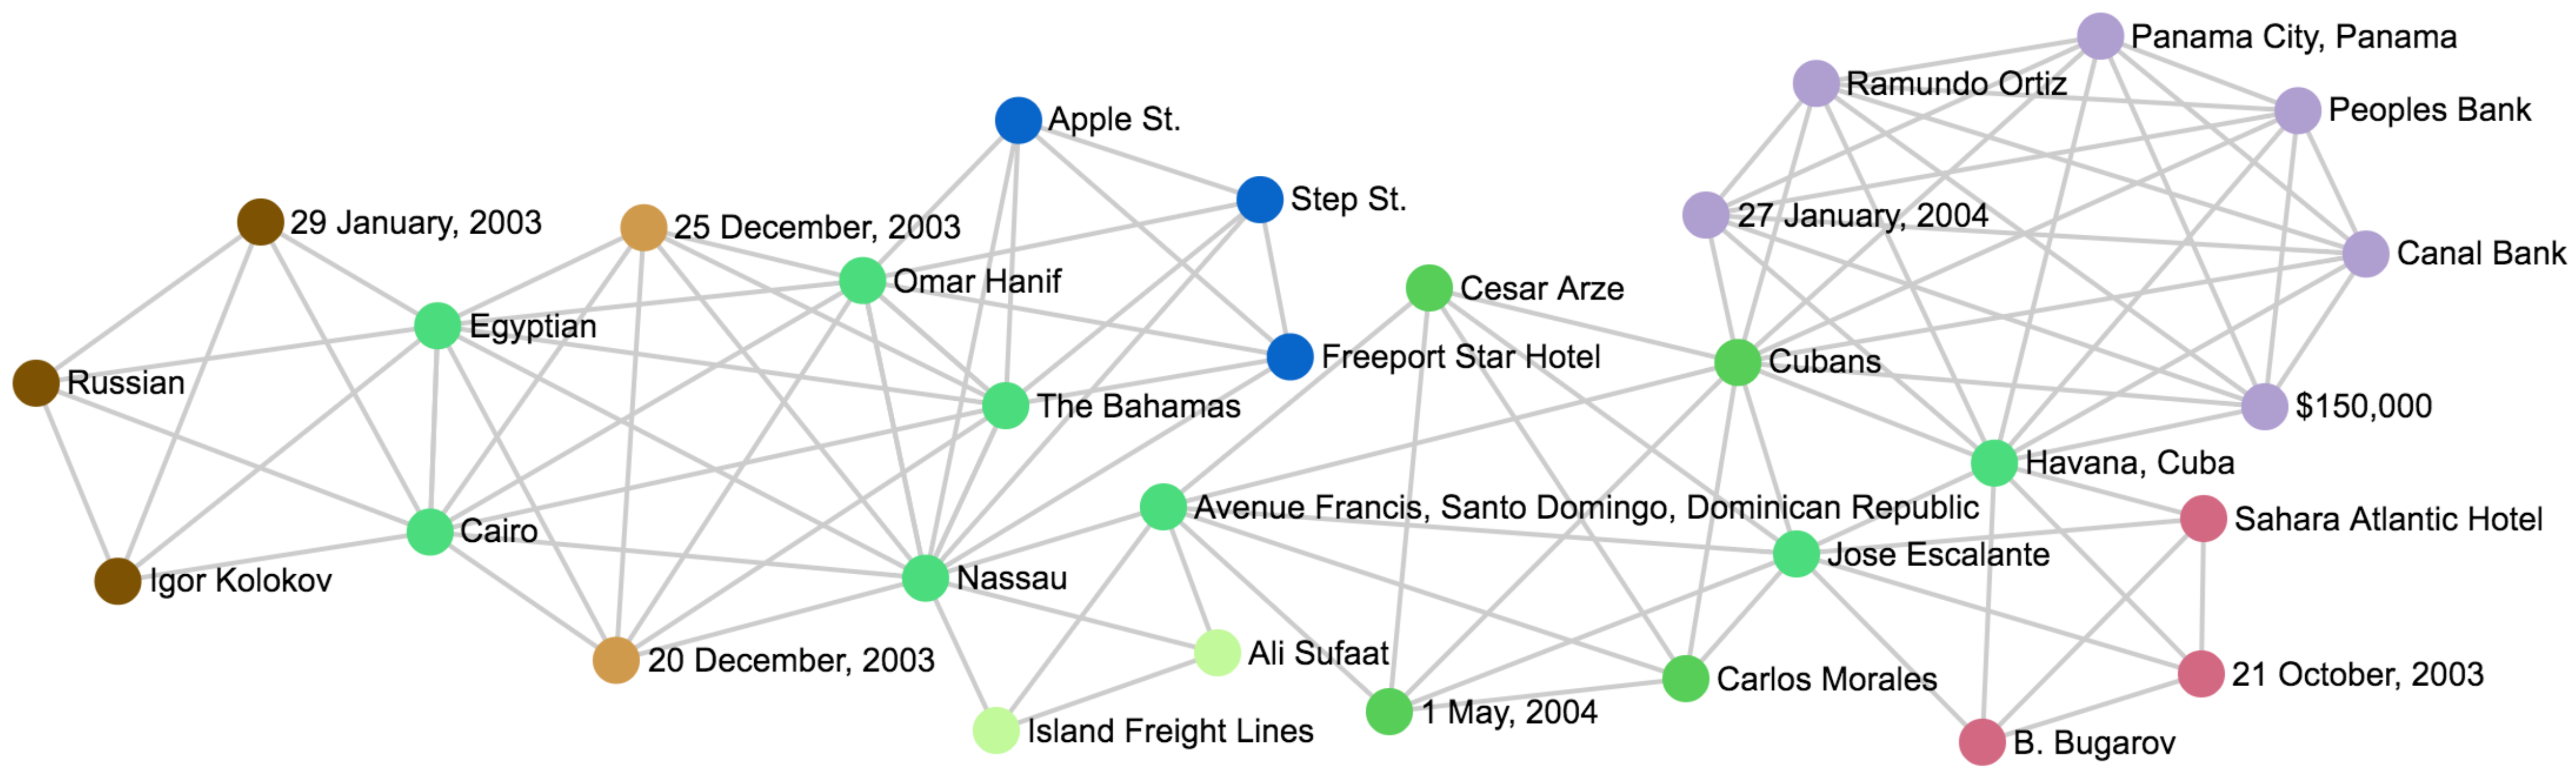 Panama City, Panama
Ramundo Ortiz
Peoples Bank
Apple St.
Step St.
27 January, 2004
29 January, 2003
25 December, 2003
Canal Bank
Omar Hanif
Cesar Arze
Egyptian
Freeport Star Hotel
Cubans
Russian
The Bahamas
$150,000
Havana, Cuba
Avenue Francis, Santo Domingo, Dominican Republic
Sahara Atlantic Hotel
Cairo
Jose Escalante
Igor Kolokov
Nassau
Ali Sufaat
20 December, 2003
Carlos Morales
21 October, 2003
1 May, 2004
Island Freight Lines
B. Bugarov